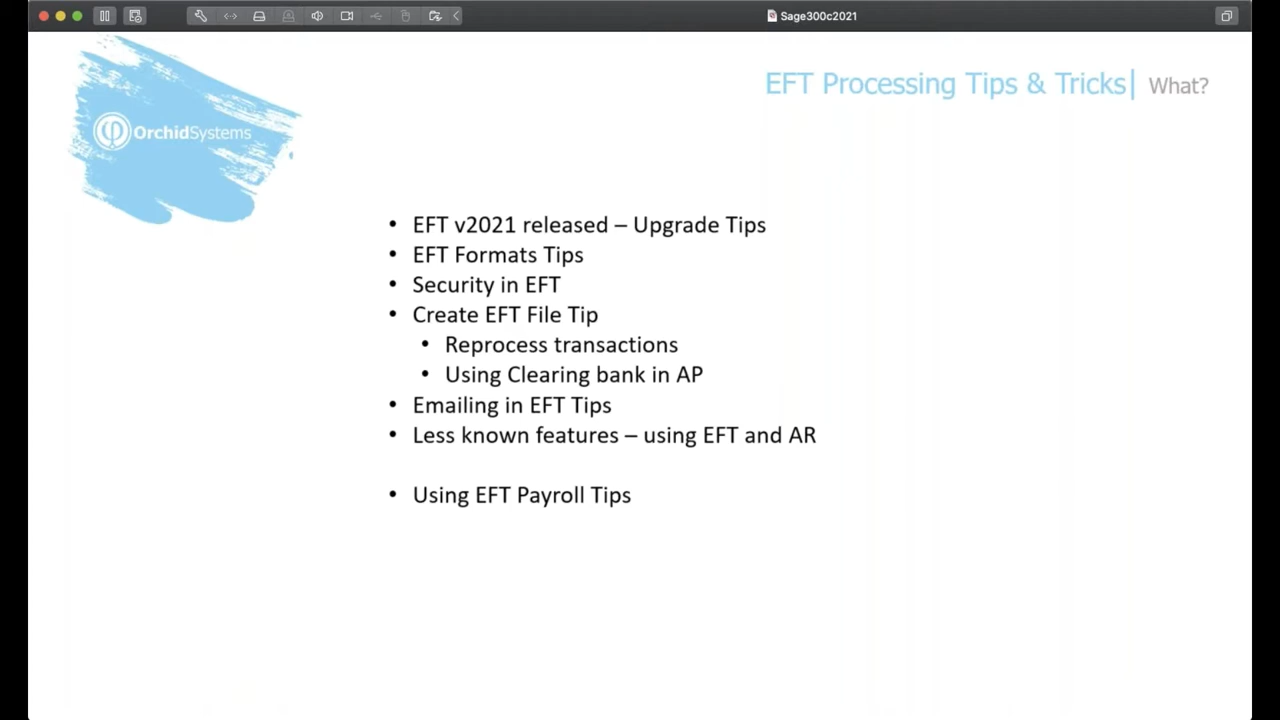 Sage300c2021
OrchidSystems
EFT Processing Tips & Tricks| What?
• EFT v2021 released – Upgrade Tips
• EFT Formats Tips
• Security in EFT
• Create EFT File Tip
• Reprocess transactions
• Using Clearing bank in AP
• Emailing in EFT Tips
• Less known features – using EFT and AR
• Using EFT Payroll Tips